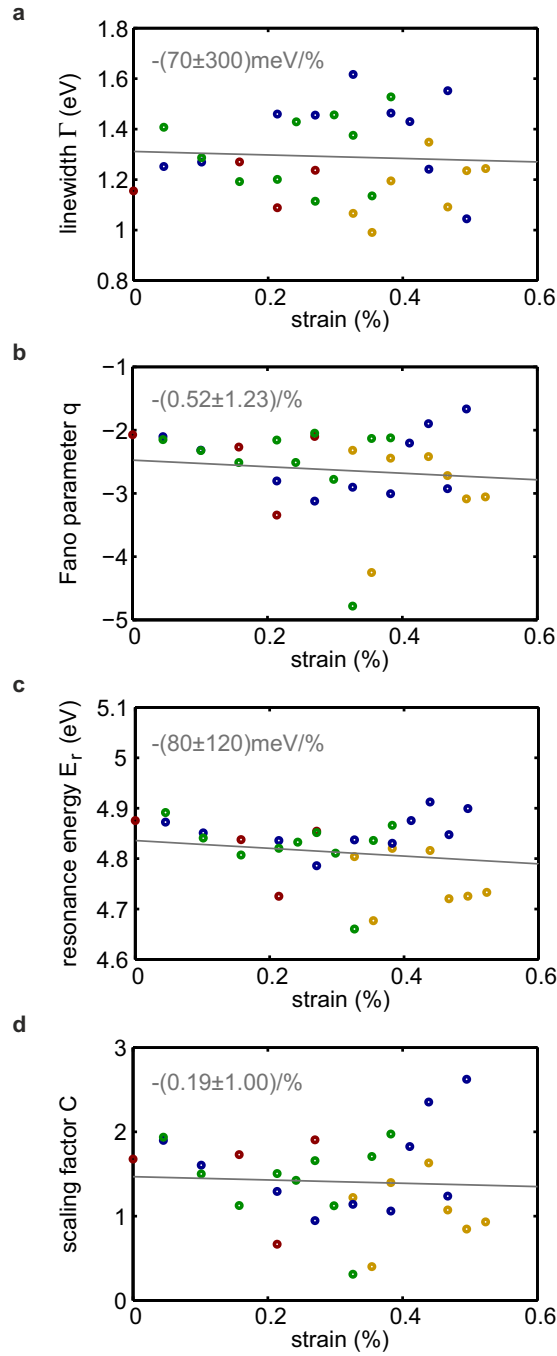 a
1.8
-(70±300)meV/%
1.6
1.4
1.2
1
0.8
linewidth Γ (eV)
0
0.2
0.4
0.6
strain (%)
b
−1
-(0.52±1.23)/%
−2
−3
−4
−5
Fano parameter q
0
0.2
0.4
0.6
strain (%)
c
5.1
-(80±120)meV/%
5
4.9
4.8
4.7
4.6
resonance energy Er (eV)
0
0.2
0.4
0.6
strain (%)
d
3
-(0.19±1.00)/%
2
1
0
scaling factor C
0
0.2
0.4
0.6
strain (%)